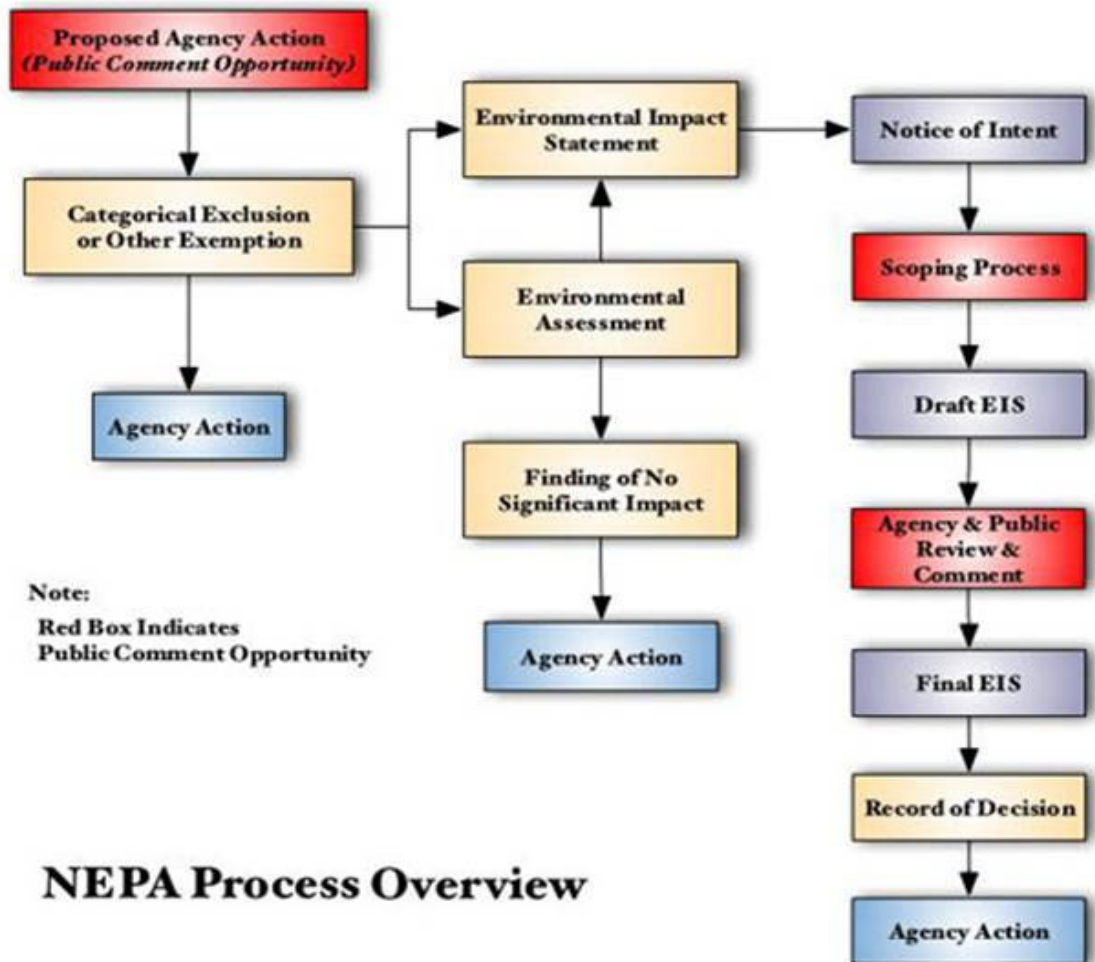 Proposed Agency Action
(Public Comment Opportunity)
Categorical Exclusion
or Other Exemption
Agency Action
Environmental Impact
Statement
Environmental
Assessment
Finding of No
Significant Impact
Agency Action
Notice of Intent
Scoping Process
Draft EIS
Agency & Public
Review &
Comment
Final EIS
Record of Decision
Agency Action
Note:
Red Box Indicates
Public Comment Opportunity
NEPA Process Overview